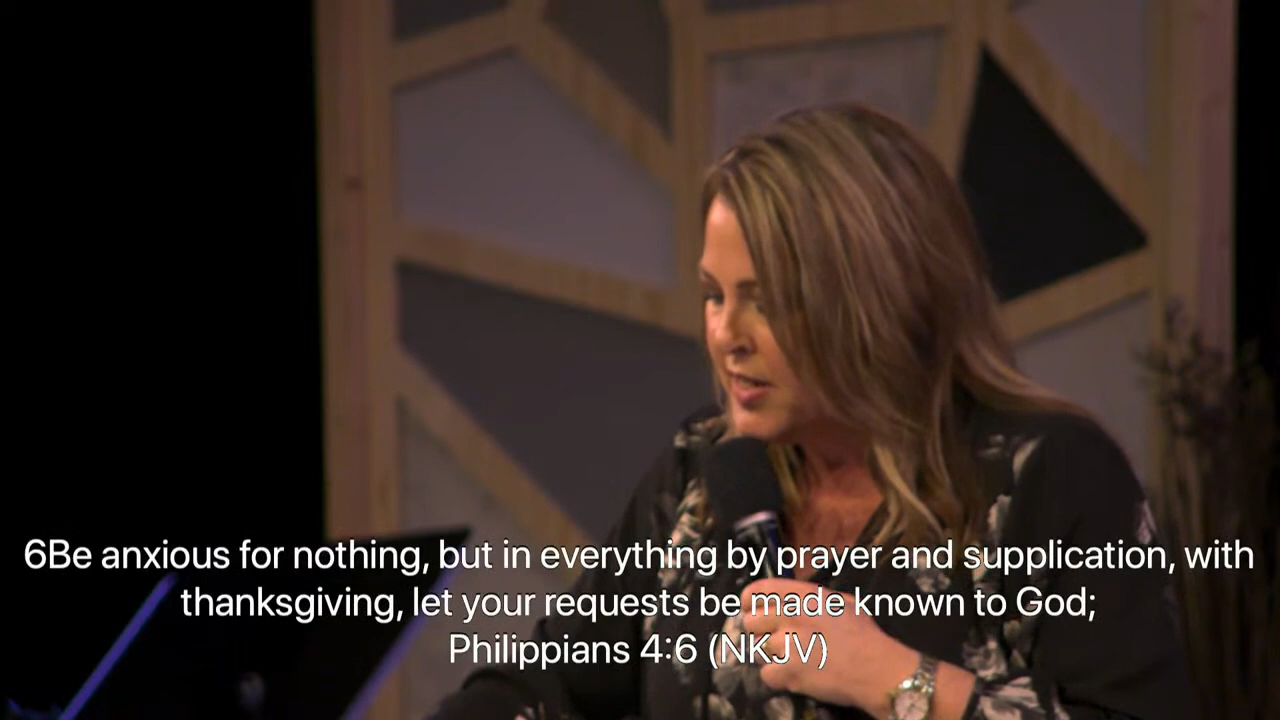 6Be anxious for nothing, but in everything by prayer and supplication, with
thanksgiving, let your requests be made known to God;
Philippians 4:6 (NKJV)